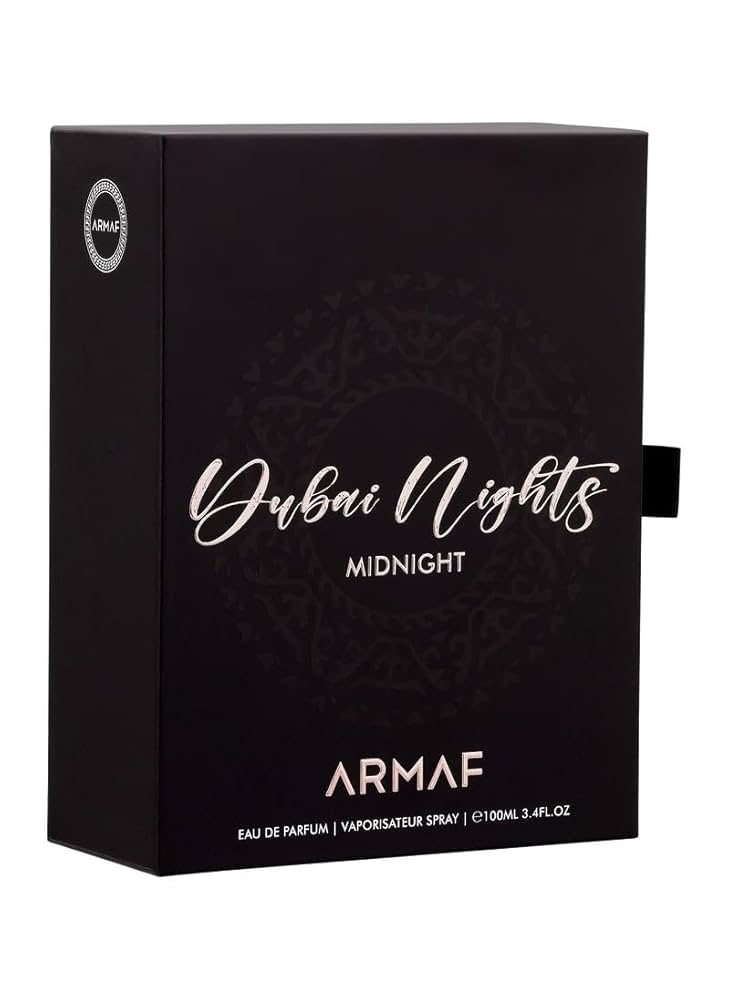 ARMAF
Dubai Nights
MIDNIGHT
ARMAF
EAU DE PARFUM | VAPORISATEUR SPRAY | ℮100ML 3.4FL.OZ